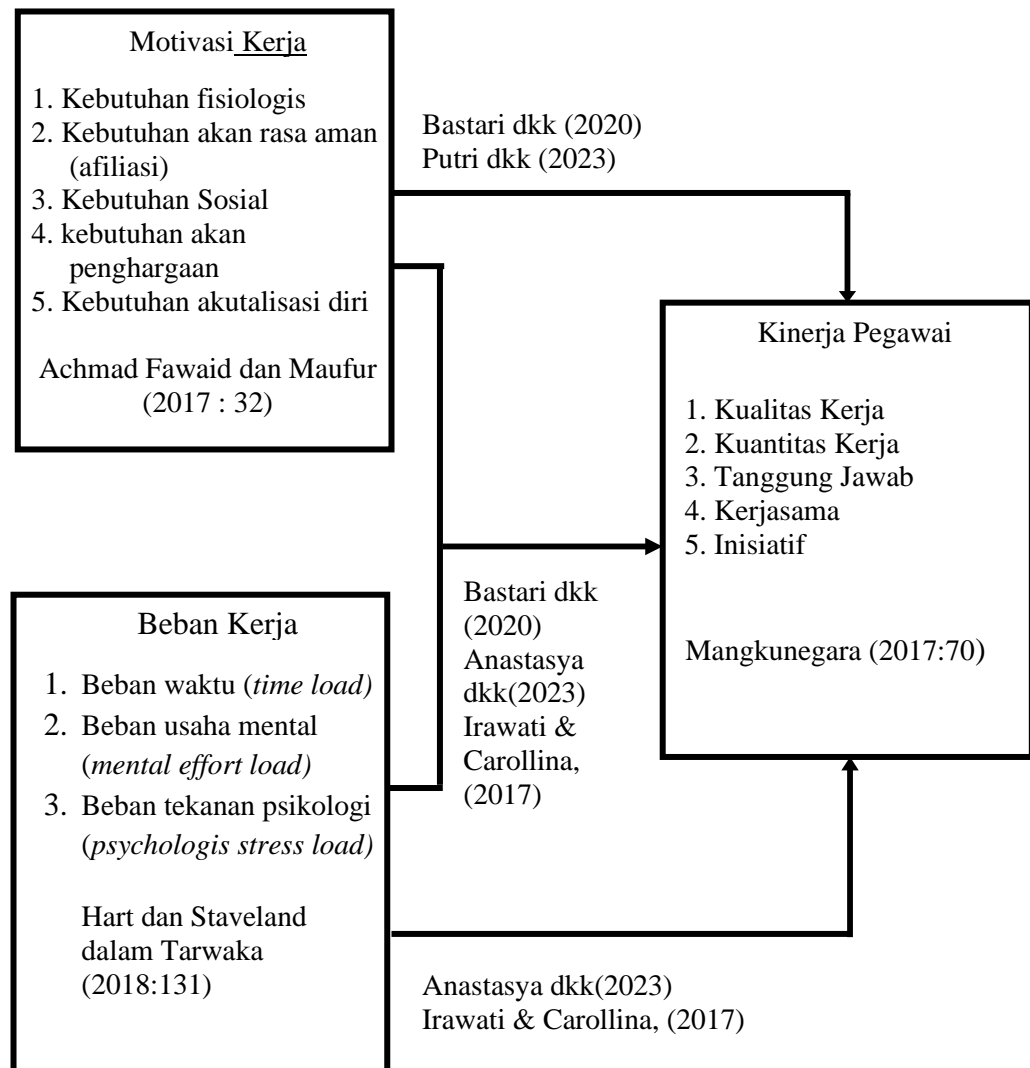 Motivasi Kerja
1. Kebutuhan fisiologis
2. Kebutuhan akan rasa aman
(afiliasi)
3. Kebutuhan Sosial
4. kebutuhan akan
penghargaan
5. Kebutuhan akutalisasi diri
Achmad Fawaid dan Maufur
(2017 : 32)
Bastari dkk (2020)
Putri dkk (2023)
Kinerja Pegawai
1. Kualitas Kerja
2. Kuantitas Kerja
3. Tanggung Jawab
4. Kerjasama
5. Inisiatif
Mangkunegara (2017:70)
Bastari dkk
(2020)
Anastasya
dkk(2023)
Irawati &
Carollina,
(2017)
Beban Kerja
1. Beban waktu (time load)
2. Beban usaha mental
(mental effort load)
3. Beban tekanan psikologi
(psychologis stress load)
Hart dan Staveland
dalam Tarwaka
(2018:131)
Anastasya dkk(2023)
Irawati & Carollina, (2017)